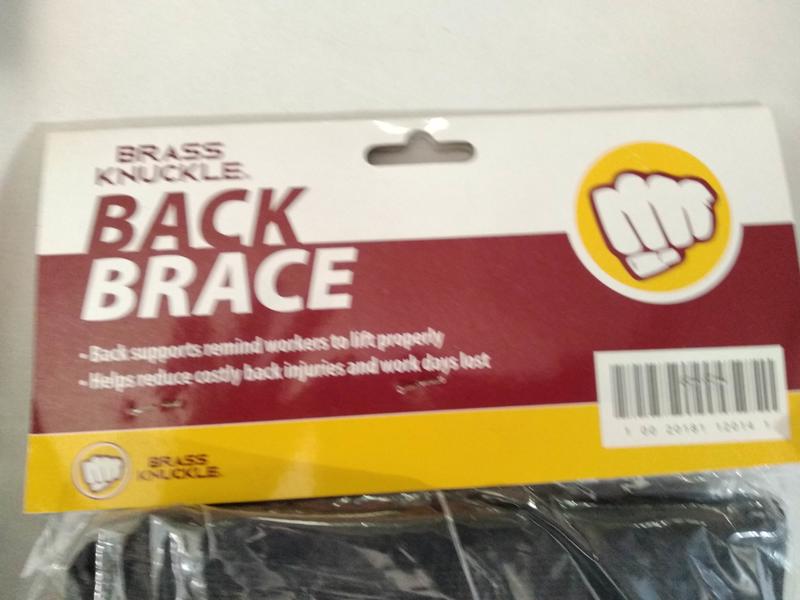 BRASS
KNUCKLE.
BACK
BRACE
- Back supports remind workers to lift properly
- Helps reduce costly back injuries and work days lost
1 00 20181 12014 1
BRASS
KNUCKLE.